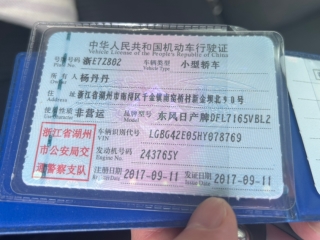 中华人民共和国机动车行驶证
Vehicle License of the People's Republic of China
号牌号码 浙E7Z802 车辆类型 Vehicle Type 小型轿车
所有人 杨丹丹
住址 浙江省湖州市南浔区千金镇
使用性质 非营运 品牌型号 Model 东风日产牌DFL7165VBL2
浙江省湖州市公安局交通警察支队
车辆识别代号 VIN LGBG42E05HY078769
发动机号码 Engine No. 243765Y
注册日期 2017-09-11 发证日期 2017-09-11